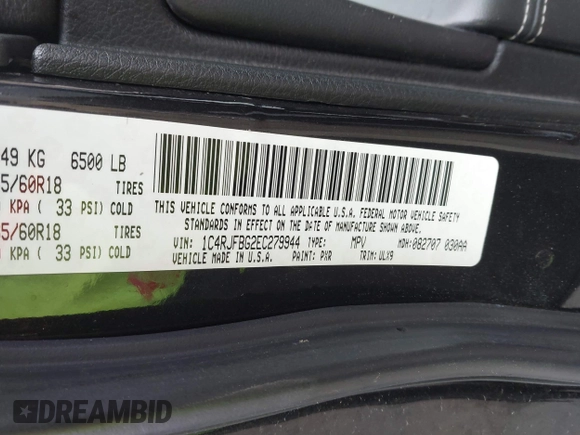 49 KG 6500 LB
5/60R18 TIRES
KPA ( 33 PSI) COLD
5/60R18 TIRES
KPA ( 33 PSI) COLD
THIS VEHICLE CONFORMS TO ALL APPLICABLE U.S.A. FEDERAL MOTOR VEHICLE SAFETY
STANDARDS IN EFFECT ON THE DATE OF MANUFACTURE SHOWN ABOVE.
VIN: 1C4RJFBG2EC279944 TYPE: MPV MDH: 082707 030AA
VEHICLE MADE IN U.S.A. PAINT: PXR TRIM: ULX9
DREAMBID